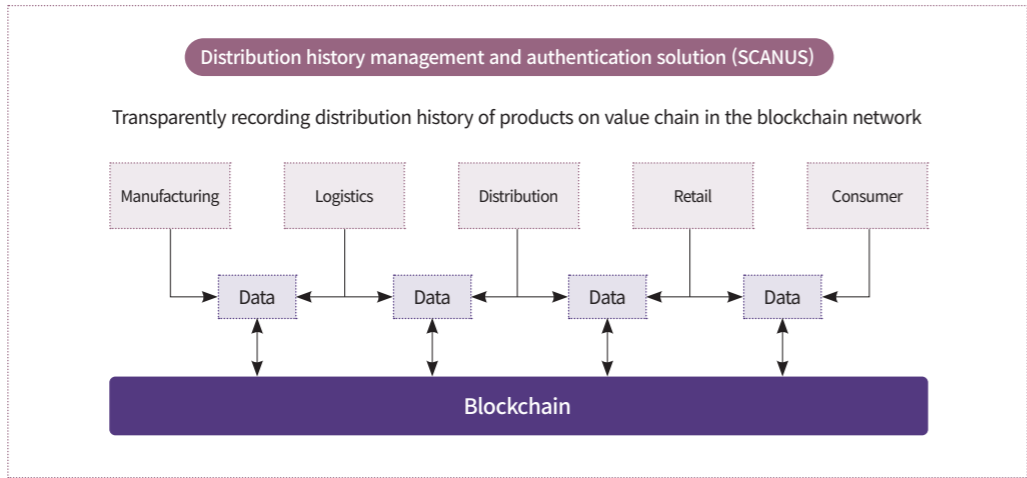 Distribution history management and authentication solution (SCANUS)
Transparently recording distribution history of products on value chain in the blockchain network
Manufacturing
Logistics
Distribution
Retail
Consumer
Data
Data
Data
Data
Blockchain